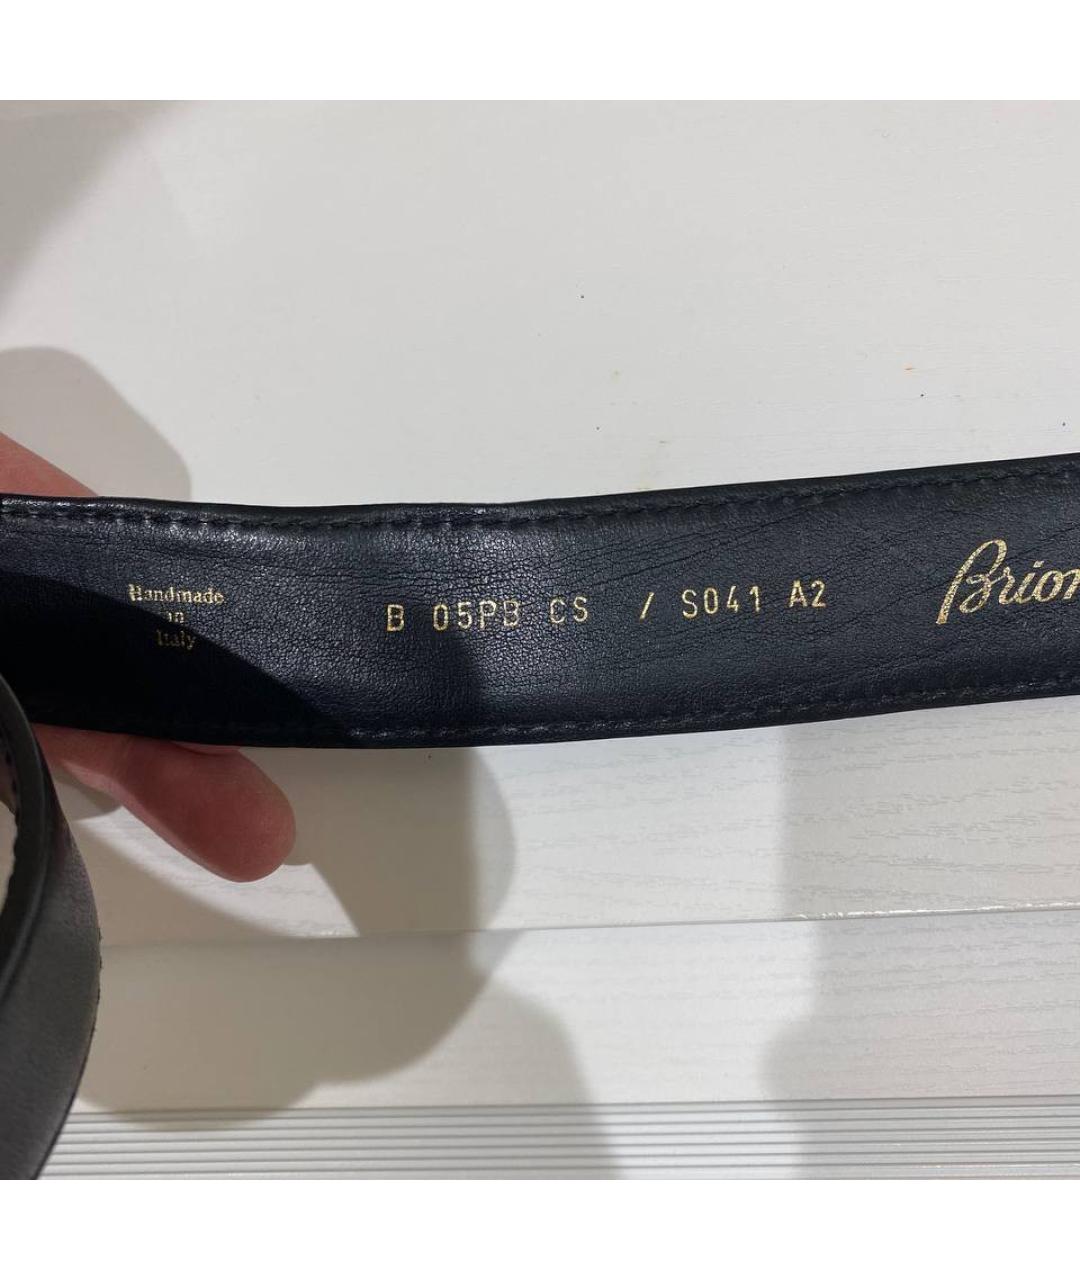 Handmade
in
Italy
B 05PB CS / S041 A2
Brion